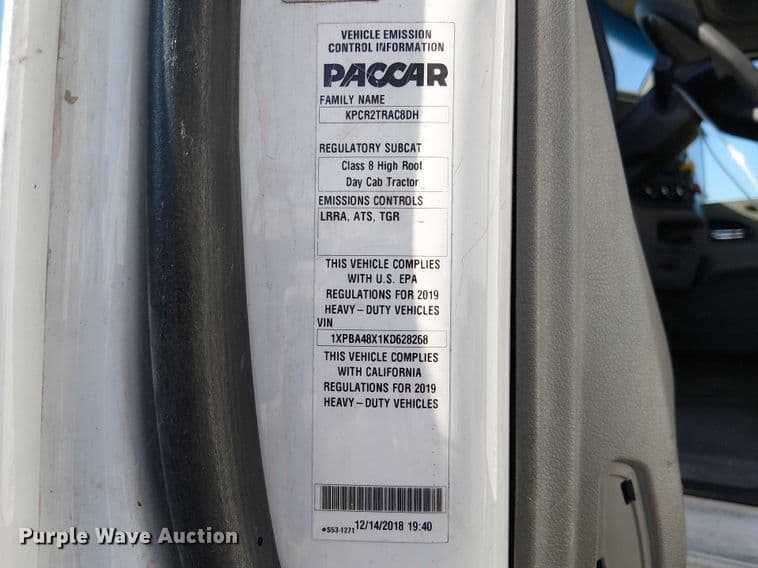 VEHICLE EMISSION
CONTROL INFORMATION
PACCAR
FAMILY NAME
KPCR2TRAC8DH
REGULATORY SUBCAT
Class 8 High Roof
Day Cab Tractor
EMISSIONS CONTROLS
LRRA, ATS, TGR
THIS VEHICLE COMPLIES
WITH U.S. EPA
REGULATIONS FOR 2019
HEAVY-DUTY VEHICLES
VIN
1XPBA48X1KD628268
THIS VEHICLE COMPLIES
WITH CALIFORNIA
REGULATIONS FOR 2019
HEAVY-DUTY VEHICLES
*S53-1271 12/14/2018 19:40
Purple Wave Auction